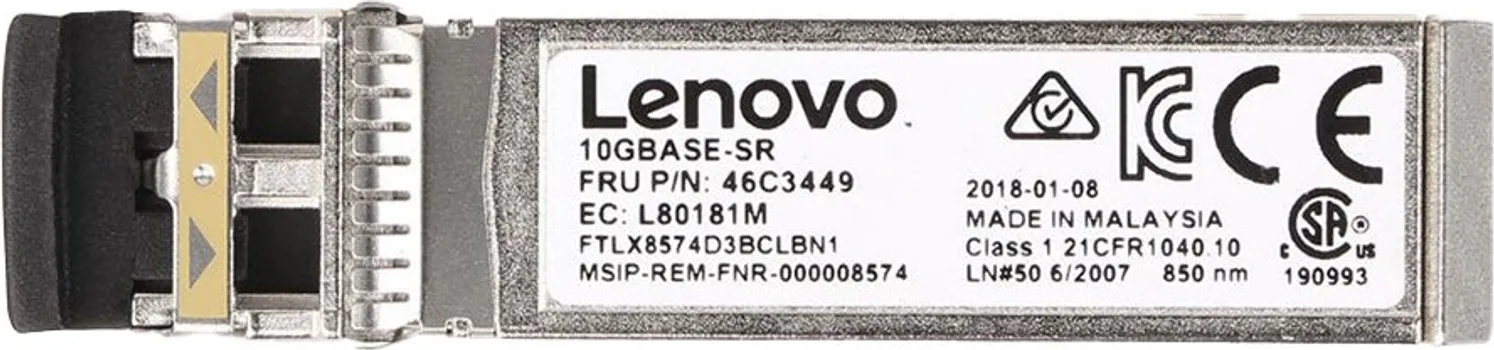 Lenovo
10GBASE-SR
FRU P/N: 46C3449
EC: L80181M
FTLX8574D3BCLBN1
MSIP-REM-FNR-000008574
KC CE
2018-01-08
MADE IN MALAYSIA
Class 1 21CFR1040.10
LN#50 6/2007 850 nm
c SA ® us
190993